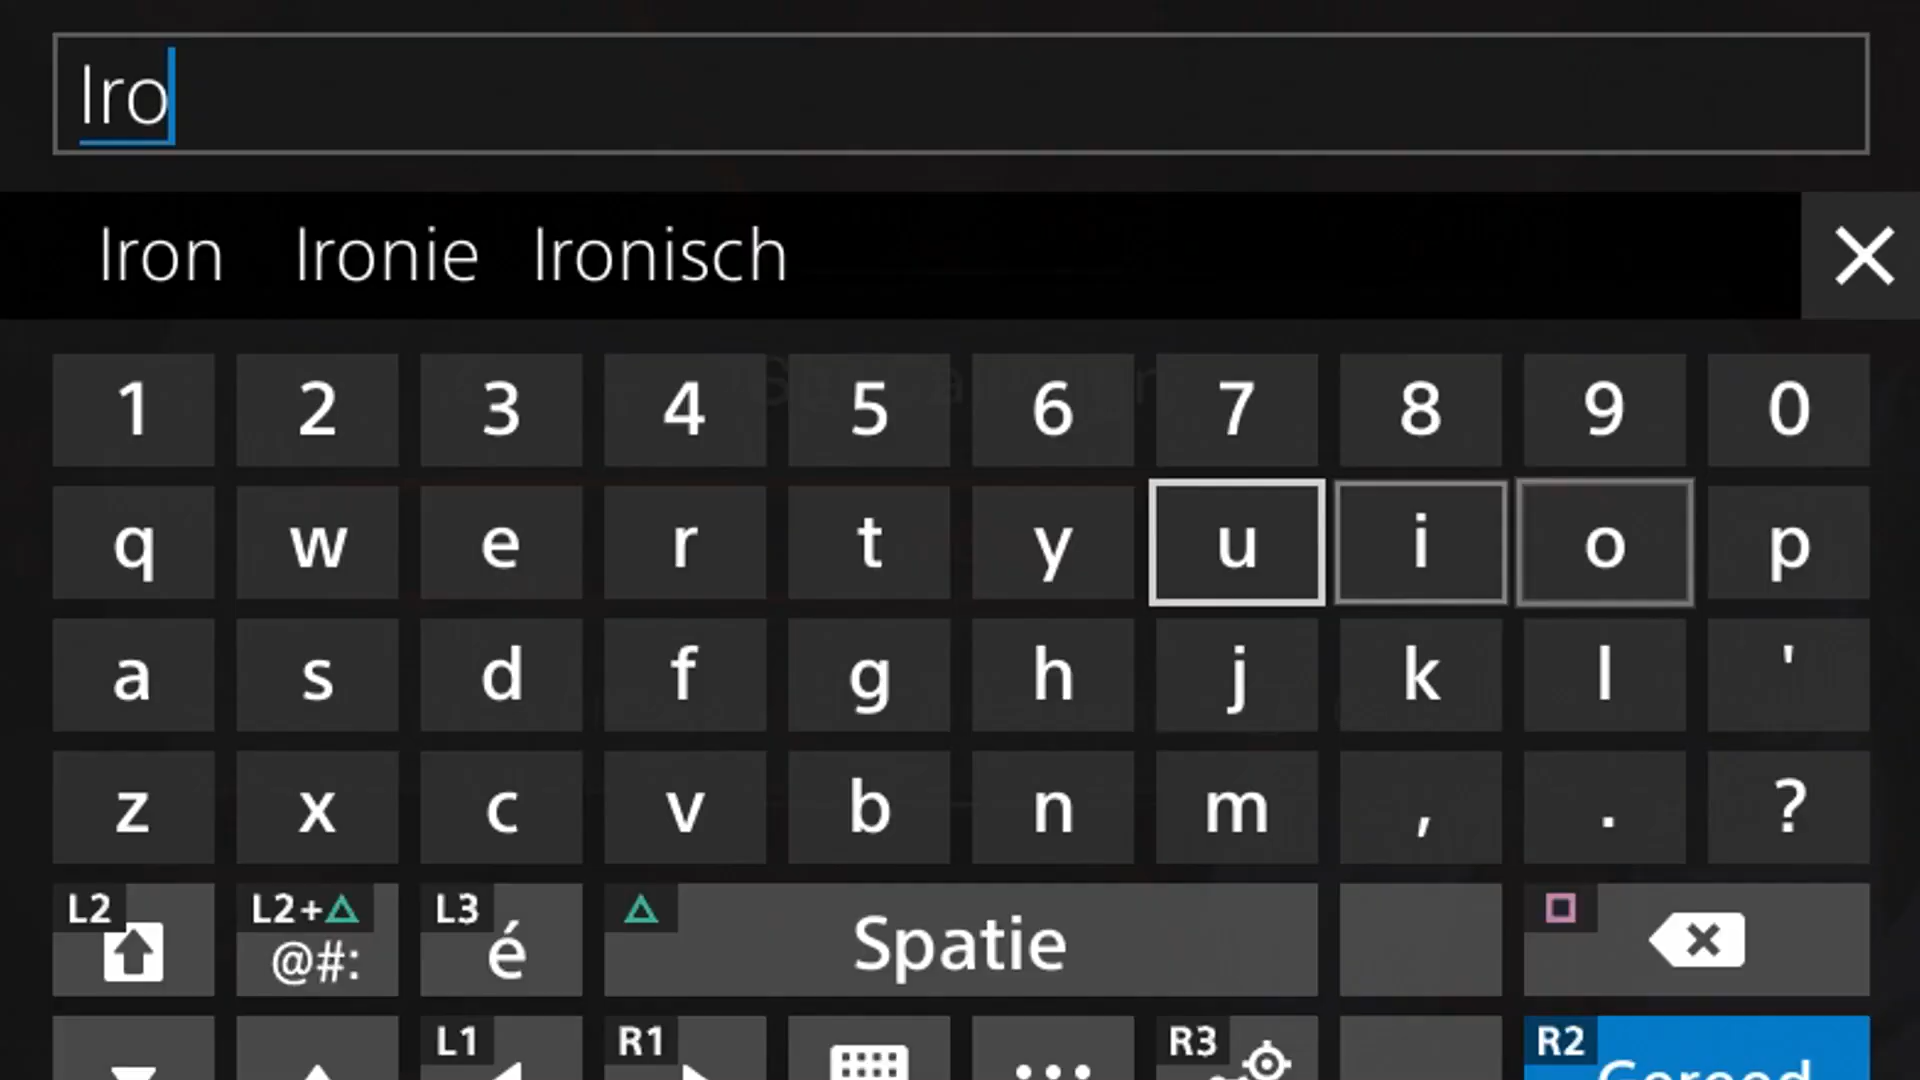 Iro
Iron Ironie Ironisch
1 2 3 4 5 6 7 8 9 0
q w e r t y u i o p
a s d f g h j k l '
z x c v b n m , . ?
L2 L2+△ @#: L3 é △ Spatie
L1 R1 R3 R2 Gereed